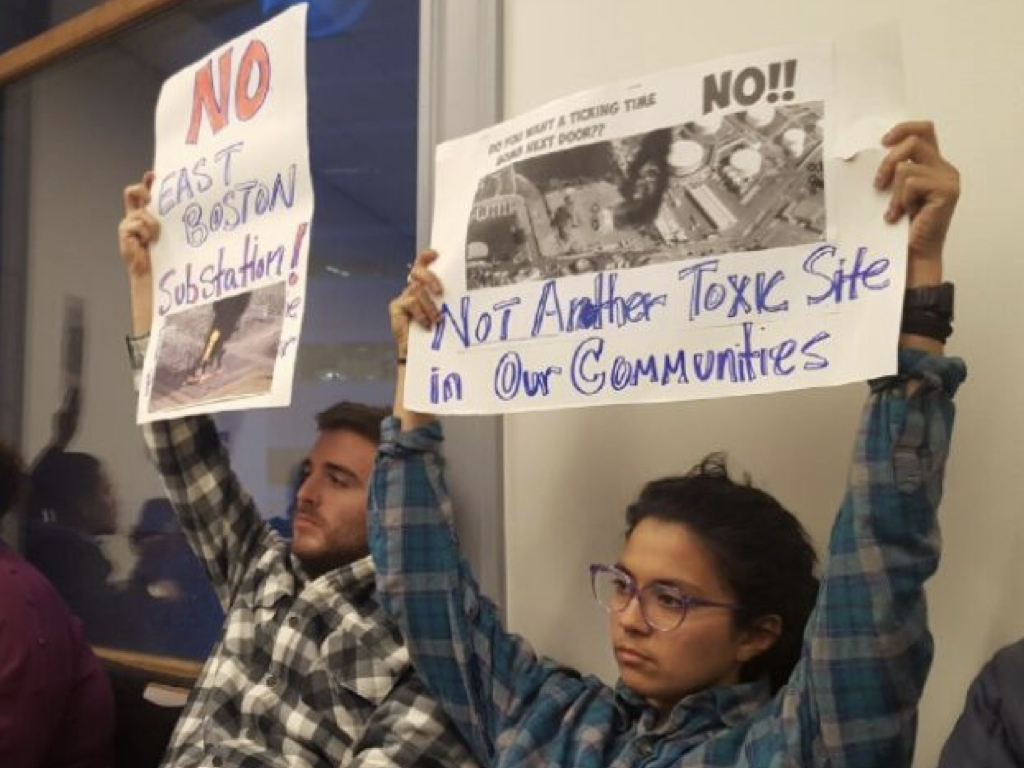 NO
EAST
BOSTON
Substation!
NO!!
DO YOU WANT A TICKING TIME
BOMB NEXT DOOR??
NOT Another Toxic Site
in Our Communities